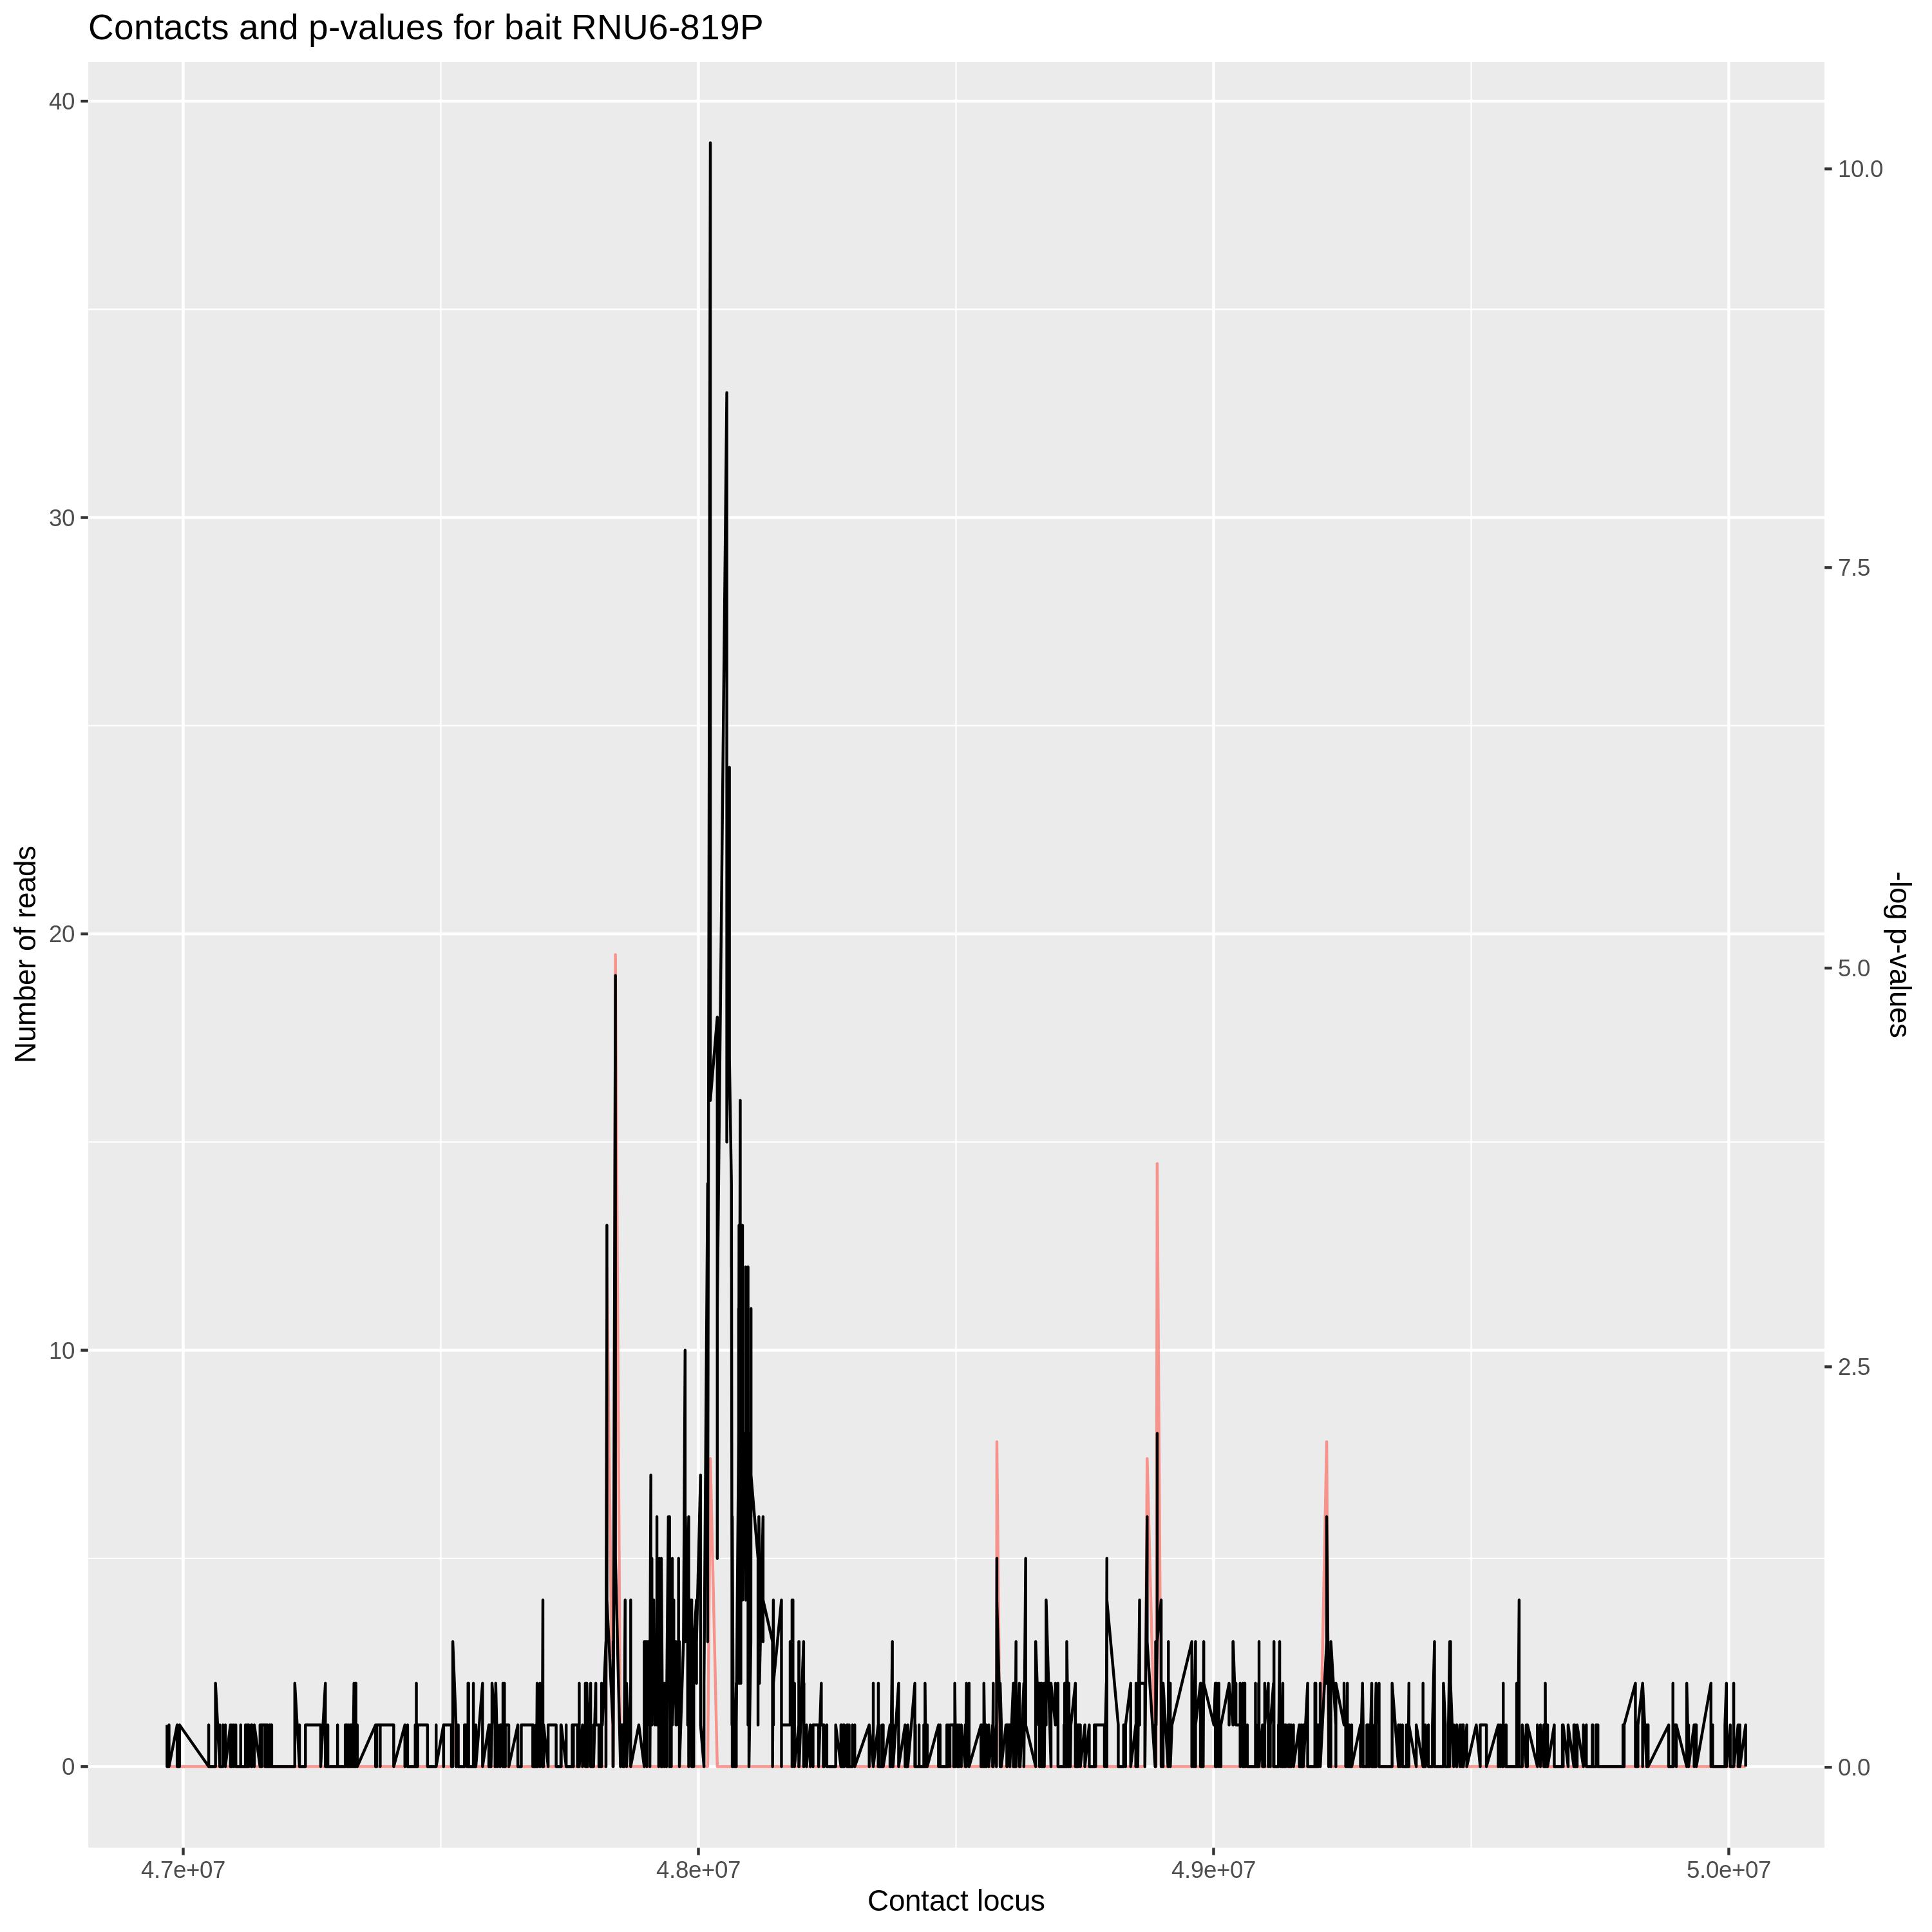 Contacts and p-values for bait RNU6-819P
40
30
20
10
0
Number of reads
10.0
7.5
5.0
2.5
0.0
-log p-values
4.7e+07 4.8e+07 4.9e+07 5.0e+07
Contact locus